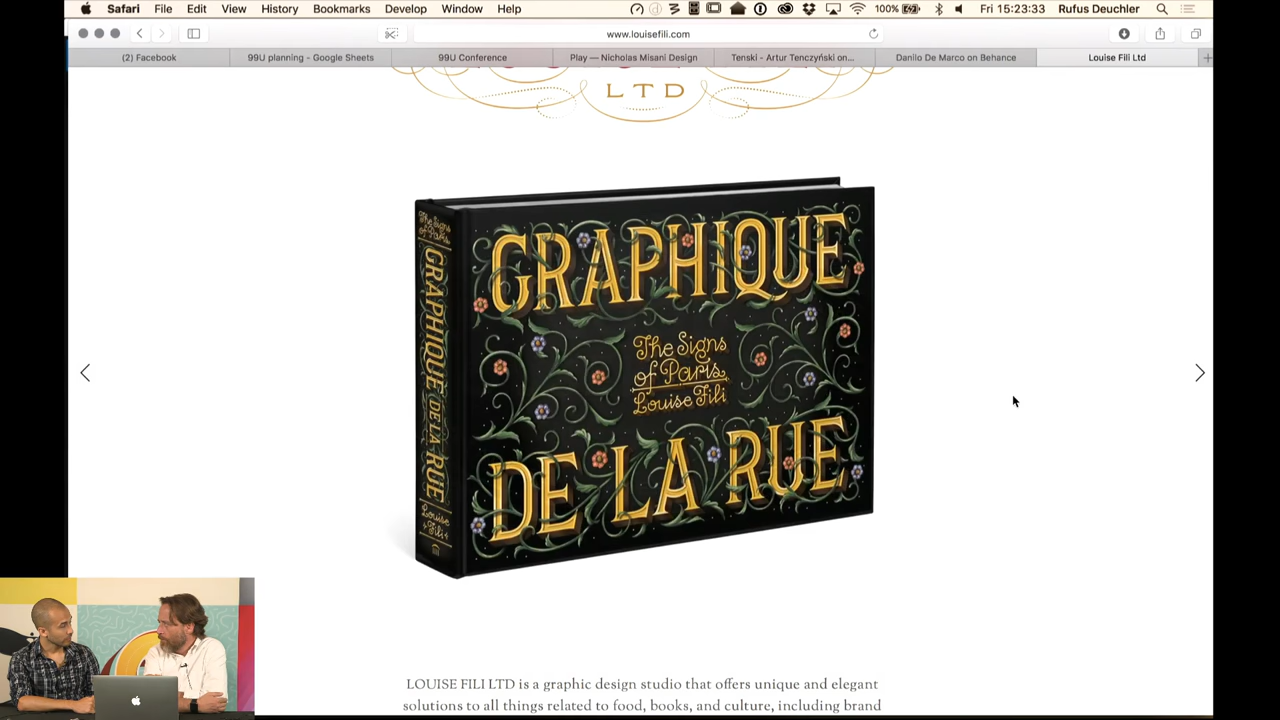 Safari File Edit View History Bookmarks Develop Window Help 100% Fri 15:23:33 Rufus Deuchler
www.louisefili.com
(2) Facebook 99U planning - Google Sheets 99U Conference Play — Nicholas Misani Design Tenski - Artur Tenczyński on... Danilo De Marco on Behance Louise Fili Ltd
LTD
The Signs
of Paris
GRAPHIQUE DE LA RUE
Louise
Fili
GRAPHIQUE
The Signs
of Paris
Louise Fili
DE LA RUE
LOUISE FILI LTD is a graphic design studio that offers unique and elegant
solutions to all things related to food, books, and culture, including brand